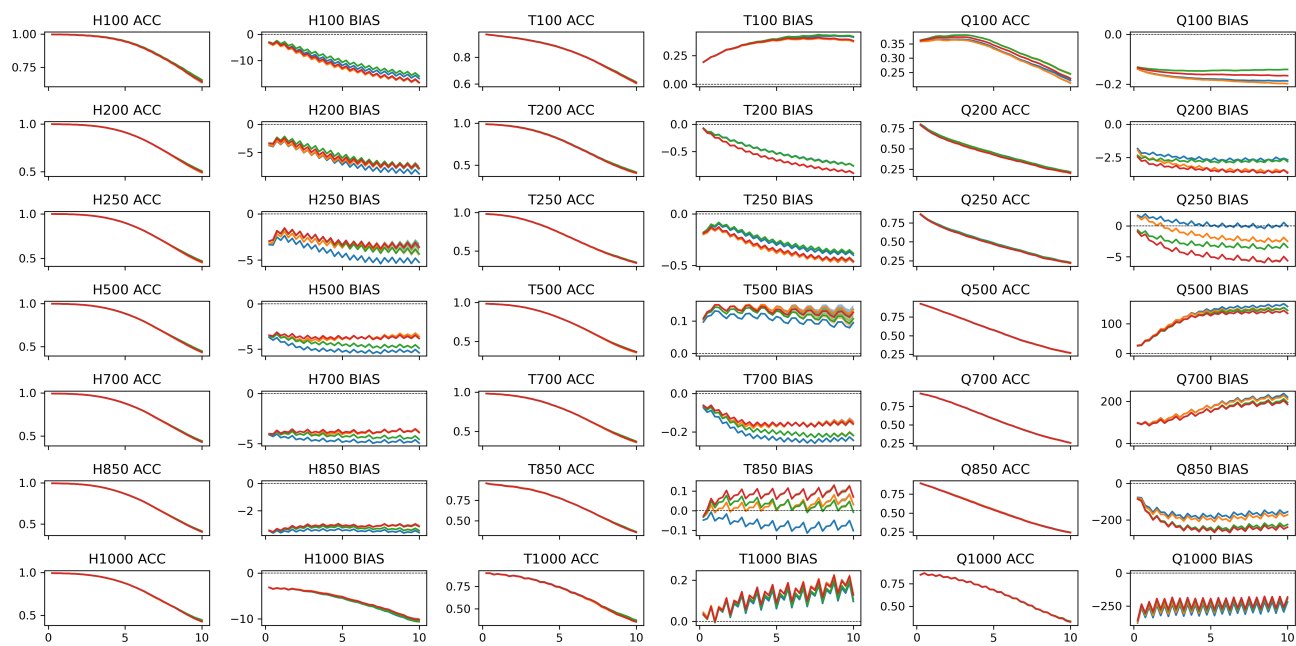 H100 ACC H100 BIAS T100 ACC T100 BIAS Q100 ACC Q100 BIAS
1.00 0.75 0 −10 0.6 0.25 0.00 0.35 0.30 0.25 0.0 −0.2
H200 ACC H200 BIAS T200 ACC T200 BIAS Q200 ACC Q200 BIAS
1.0 0.5 0 −5 1.0 0.5 0.0 −0.5 0.75 0.50 0.25 0.0 −2.5
H250 ACC H250 BIAS T250 ACC T250 BIAS Q250 ACC Q250 BIAS
1.0 0.5 0 −5 1.0 0.5 0.0 −0.5 0.75 0.50 0.25 0 −5
H500 ACC H500 BIAS T500 ACC T500 BIAS Q500 ACC Q500 BIAS
1.0 0.5 0 −5 1.0 0.5 0.1 0.0 0.75 0.50 0.25 100 0
H700 ACC H700 BIAS T700 ACC T700 BIAS Q700 ACC Q700 BIAS
1.0 0.5 0 −5 1.0 0.5 0.0 −0.2 0.75 0.50 0.25 200 0
H850 ACC H850 BIAS T850 ACC T850 BIAS Q850 ACC Q850 BIAS
1.0 0.5 0 −2 0.75 0.50 0.1 0.0 −0.1 0.75 0.50 0.25 0 −200
H1000 ACC H1000 BIAS T1000 ACC T1000 BIAS Q1000 ACC Q1000 BIAS
1.0 0.5 0 −10 0.75 0.50 0.2 0.0 0.75 0.50 0 −250
0 5 10 0 5 10 0 5 10 0 5 10 0 5 10 0 5 10